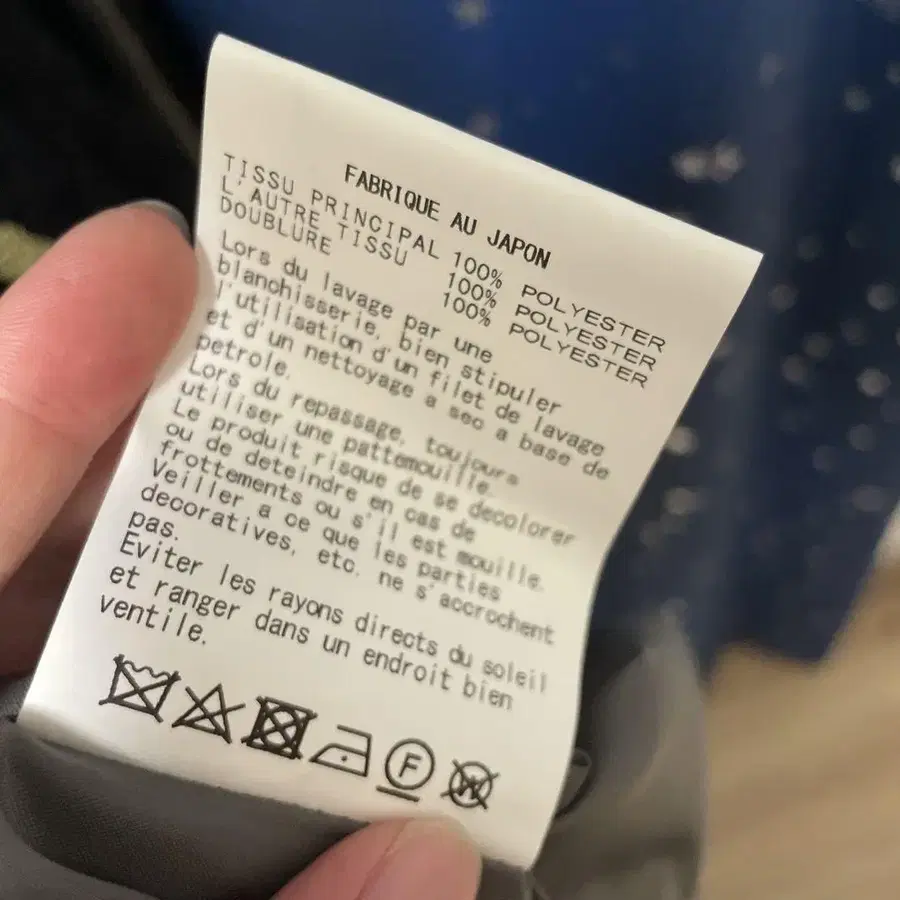 FABRIQUE AU JAPON
TISSU PRINCIPAL 100% POLYESTER
L'AUTRE TISSU 100% POLYESTER
DOUBLURE 100% POLYESTER
Lors du lavage par une
blanchisserie, bien stipuler
l'utilisation d'un filet de lavage
et d'un nettoyage a sec a base de
petrole.
Lors du repassage, toujours
utiliser une pattemouille.
Le produit risque de se decolorer
ou de deteindre en cas de
frottements ou s'il est mouille.
Veiller a ce que les parties
decoratives, etc. ne s'accrochent
pas.
Eviter les rayons directs du soleil
et ranger dans un endroit bien
ventile.
F W